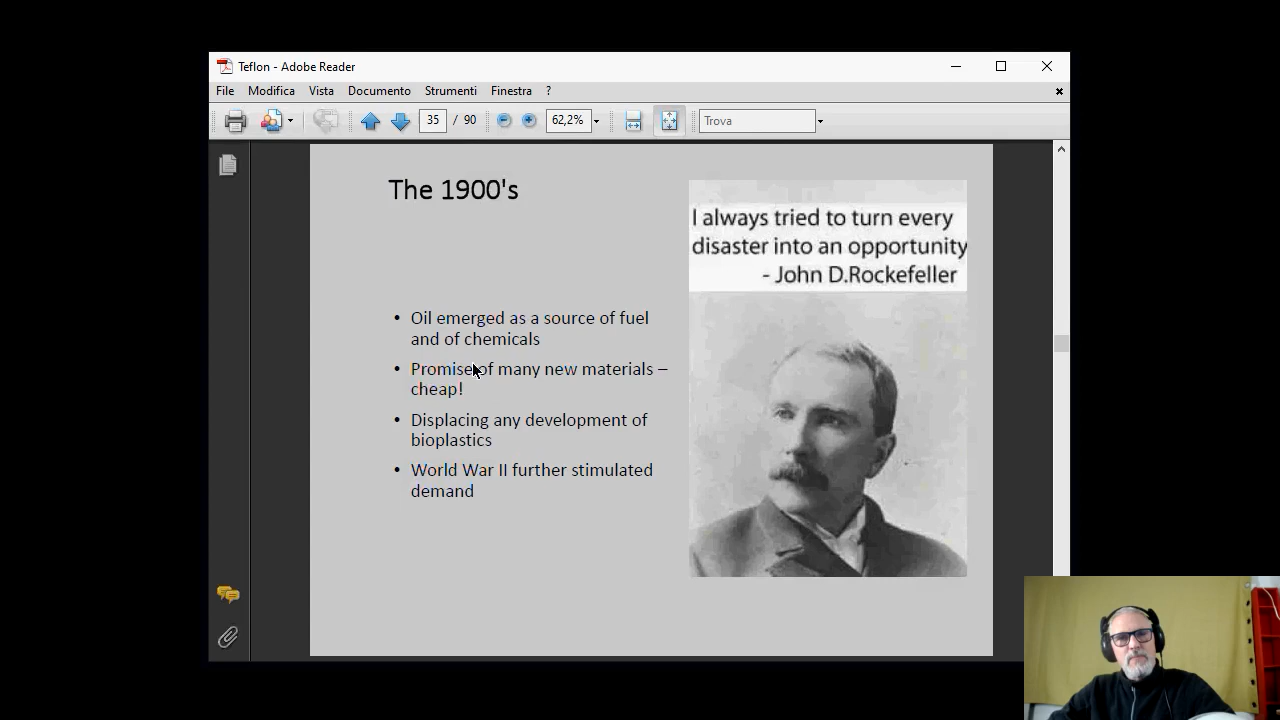 Teflon - Adobe Reader
File Modifica Vista Documento Strumenti Finestra ?
35 / 90 62,2% Trova
The 1900's
I always tried to turn every
disaster into an opportunity
- John D.Rockefeller
• Oil emerged as a source of fuel
and of chemicals
• Promise of many new materials –
cheap!
• Displacing any development of
bioplastics
• World War II further stimulated
demand